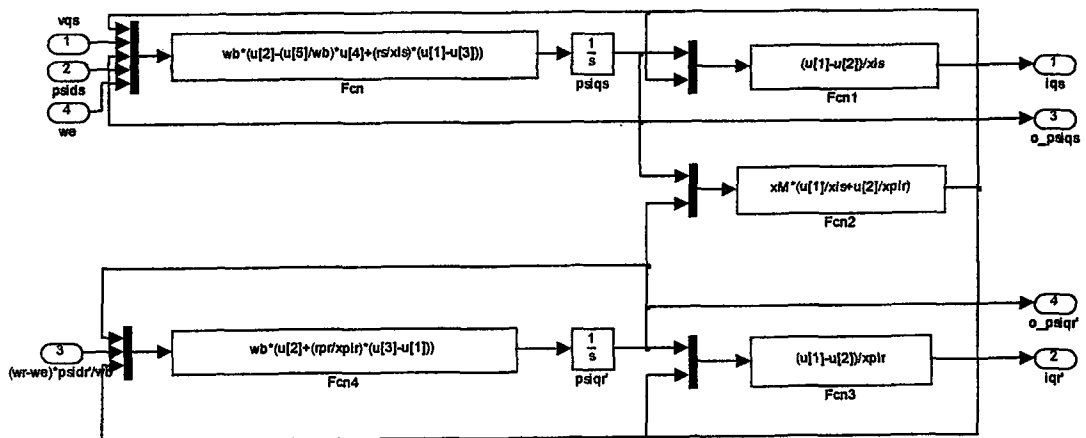 vqs
1
2
psids
4
we
wb*(u[2]-(u[5]/wb)*u[4]+(rs/xls)*(u[1]-u[3]))
Fcn
1
s
psiqs
(u[1]-u[2])/xls
Fcn1
1
iqs
3
o_psiqs
xM*(u[1]/xls+u[2]/xplr)
Fcn2
3
(wr-we)*psidr'/wb
wb*(u[2]+(rpr/xplr)*(u[3]-u[1]))
Fcn4
1
s
psiqr'
4
o_psiqr'
(u[1]-u[2])/xplr
Fcn3
2
iqr'